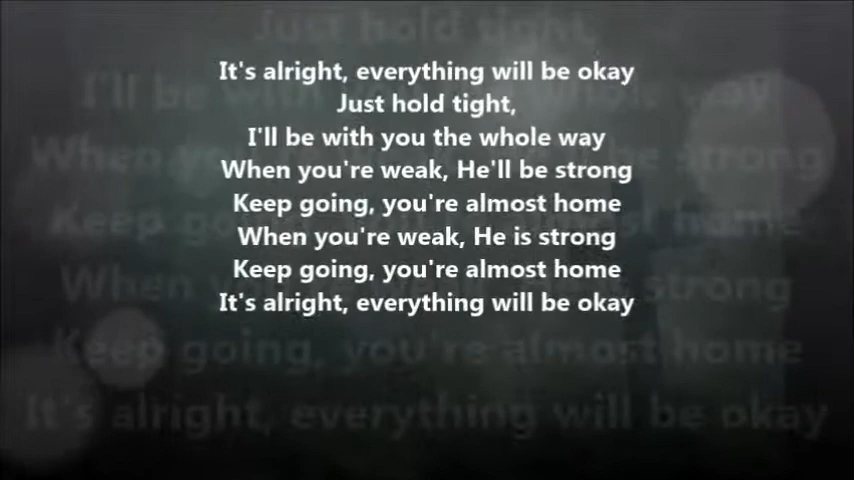 It's alright, everything will be okay
Just hold tight,
I'll be with you the whole way
When you're weak, He'll be strong
Keep going, you're almost home
When you're weak, He is strong
Keep going, you're almost home
It's alright, everything will be okay